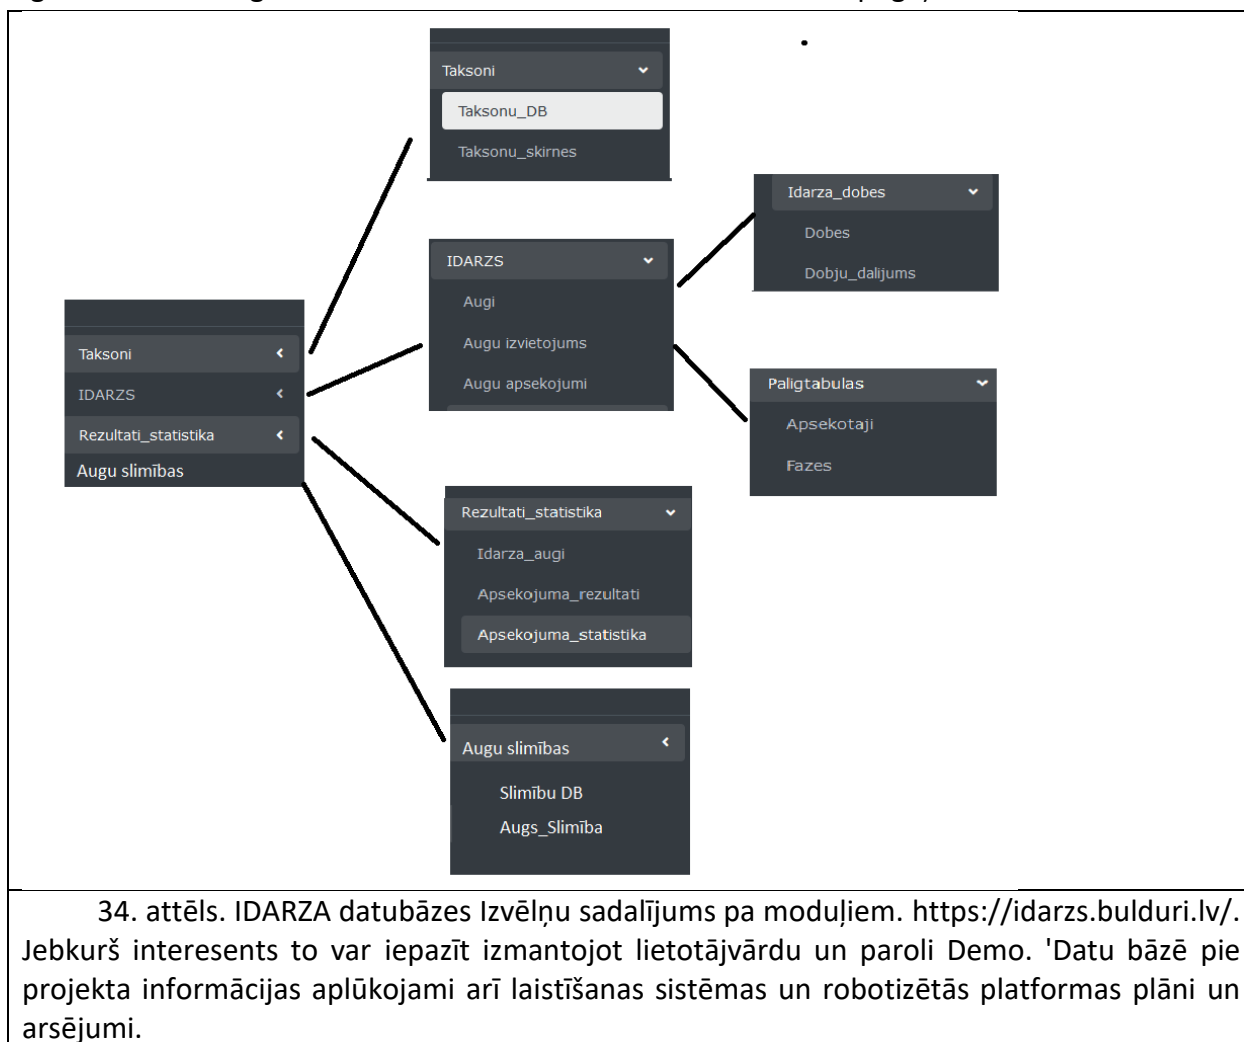 Taksoni
Taksonu_DB
Taksonu_skirnes
Idarza_dobes
Dobes
Dobju_dalijums
IDARZS
Augi
Augu izvietojums
Augu apsekojumi
Taksoni
IDARZS
Rezultati_statistika
Augu slimības
Paligtabulas
Apsekotaji
Fazes
Rezultati_statistika
Idarza_augi
Apsekojuma_rezultati
Apsekojuma_statistika
Augu slimības
Slimību DB
Augs_Slimība
34. attēls. IDARZA datubāzes Izvēlņu sadalījums pa moduļiem. https://idarzs.bulduri.lv/.
Jebkurš interesents to var iepazīt izmantojot lietotājvārdu un paroli Demo. 'Datu bāzē pie
projekta informācijas aplūkojami arī laistīšanas sistēmas un robotizētās platformas plāni un
arsējumi.